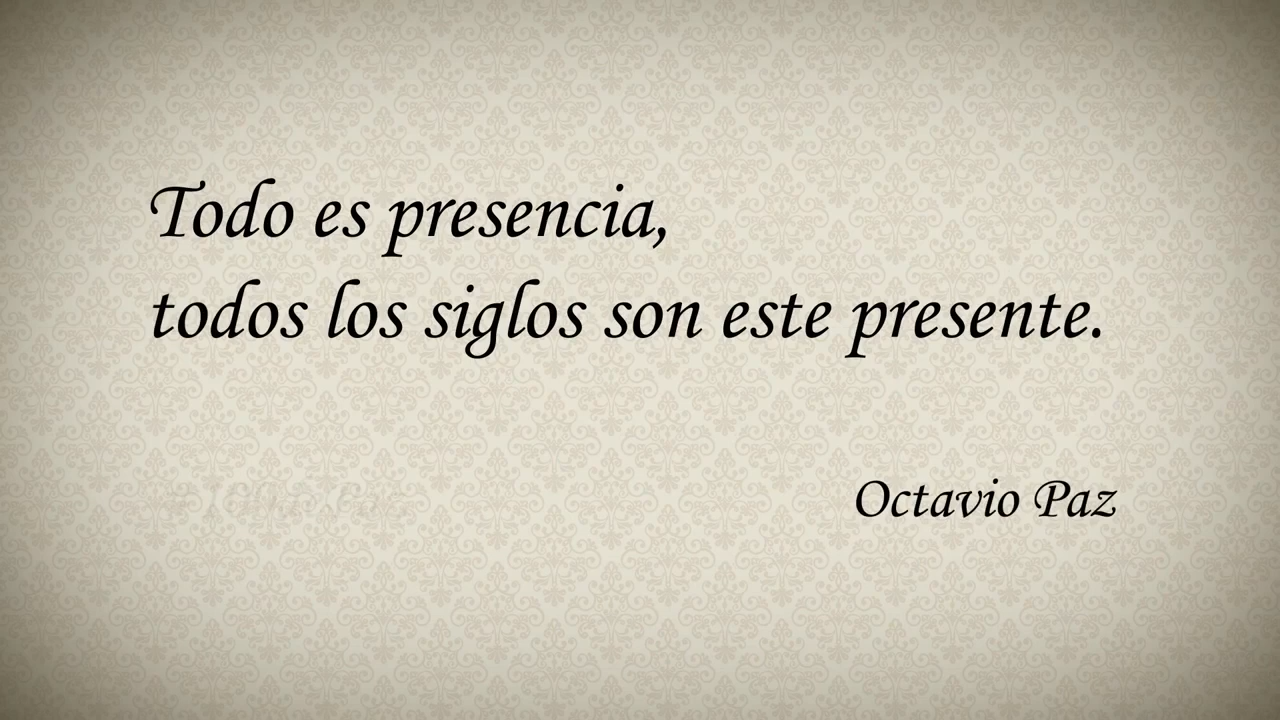 Todo es presencia,
todos los siglos son este presente.
Octavio Paz